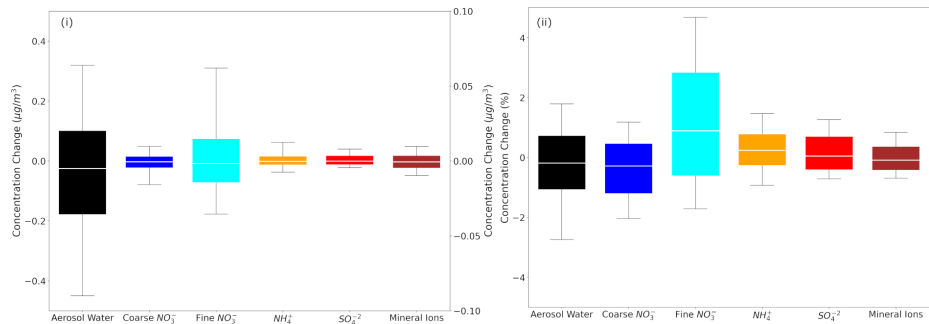 (i)
Concentration Change (μg/m³)
0.4
0.2
0.0
−0.2
−0.4
Aerosol Water Coarse NO₃⁻ Fine NO₃⁻ NH₄⁺ SO₄⁻² Mineral Ions
0.10
0.05
0.00
−0.05
−0.10
Concentration Change (μg/m³)
(ii)
Concentration Change (%)
4
2
0
−2
−4
Aerosol Water Coarse NO₃⁻ Fine NO₃⁻ NH₄⁺ SO₄⁻² Mineral Ions